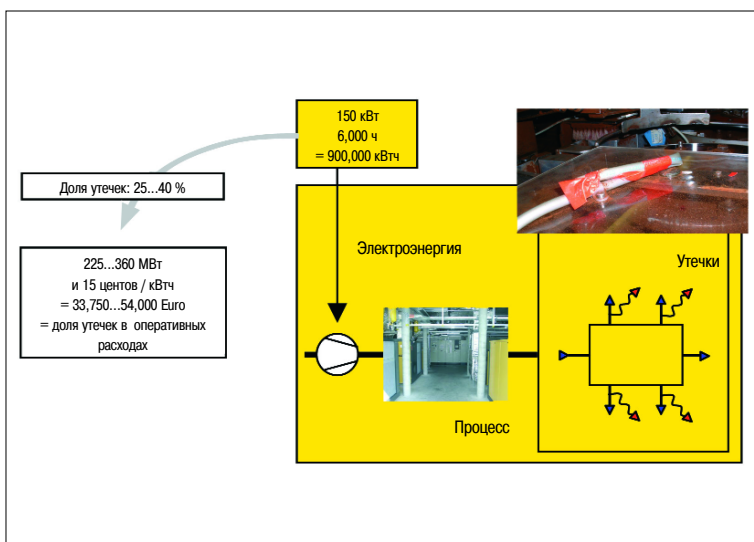 150 кВт
6,000 ч
= 900,000 кВтч
Доля утечек: 25...40 %
225...360 МВт
и 15 центов / кВтч
= 33,750...54,000 Euro
= доля утечек в оперативных
расходах
Электроэнергия
Утечки
Процесс